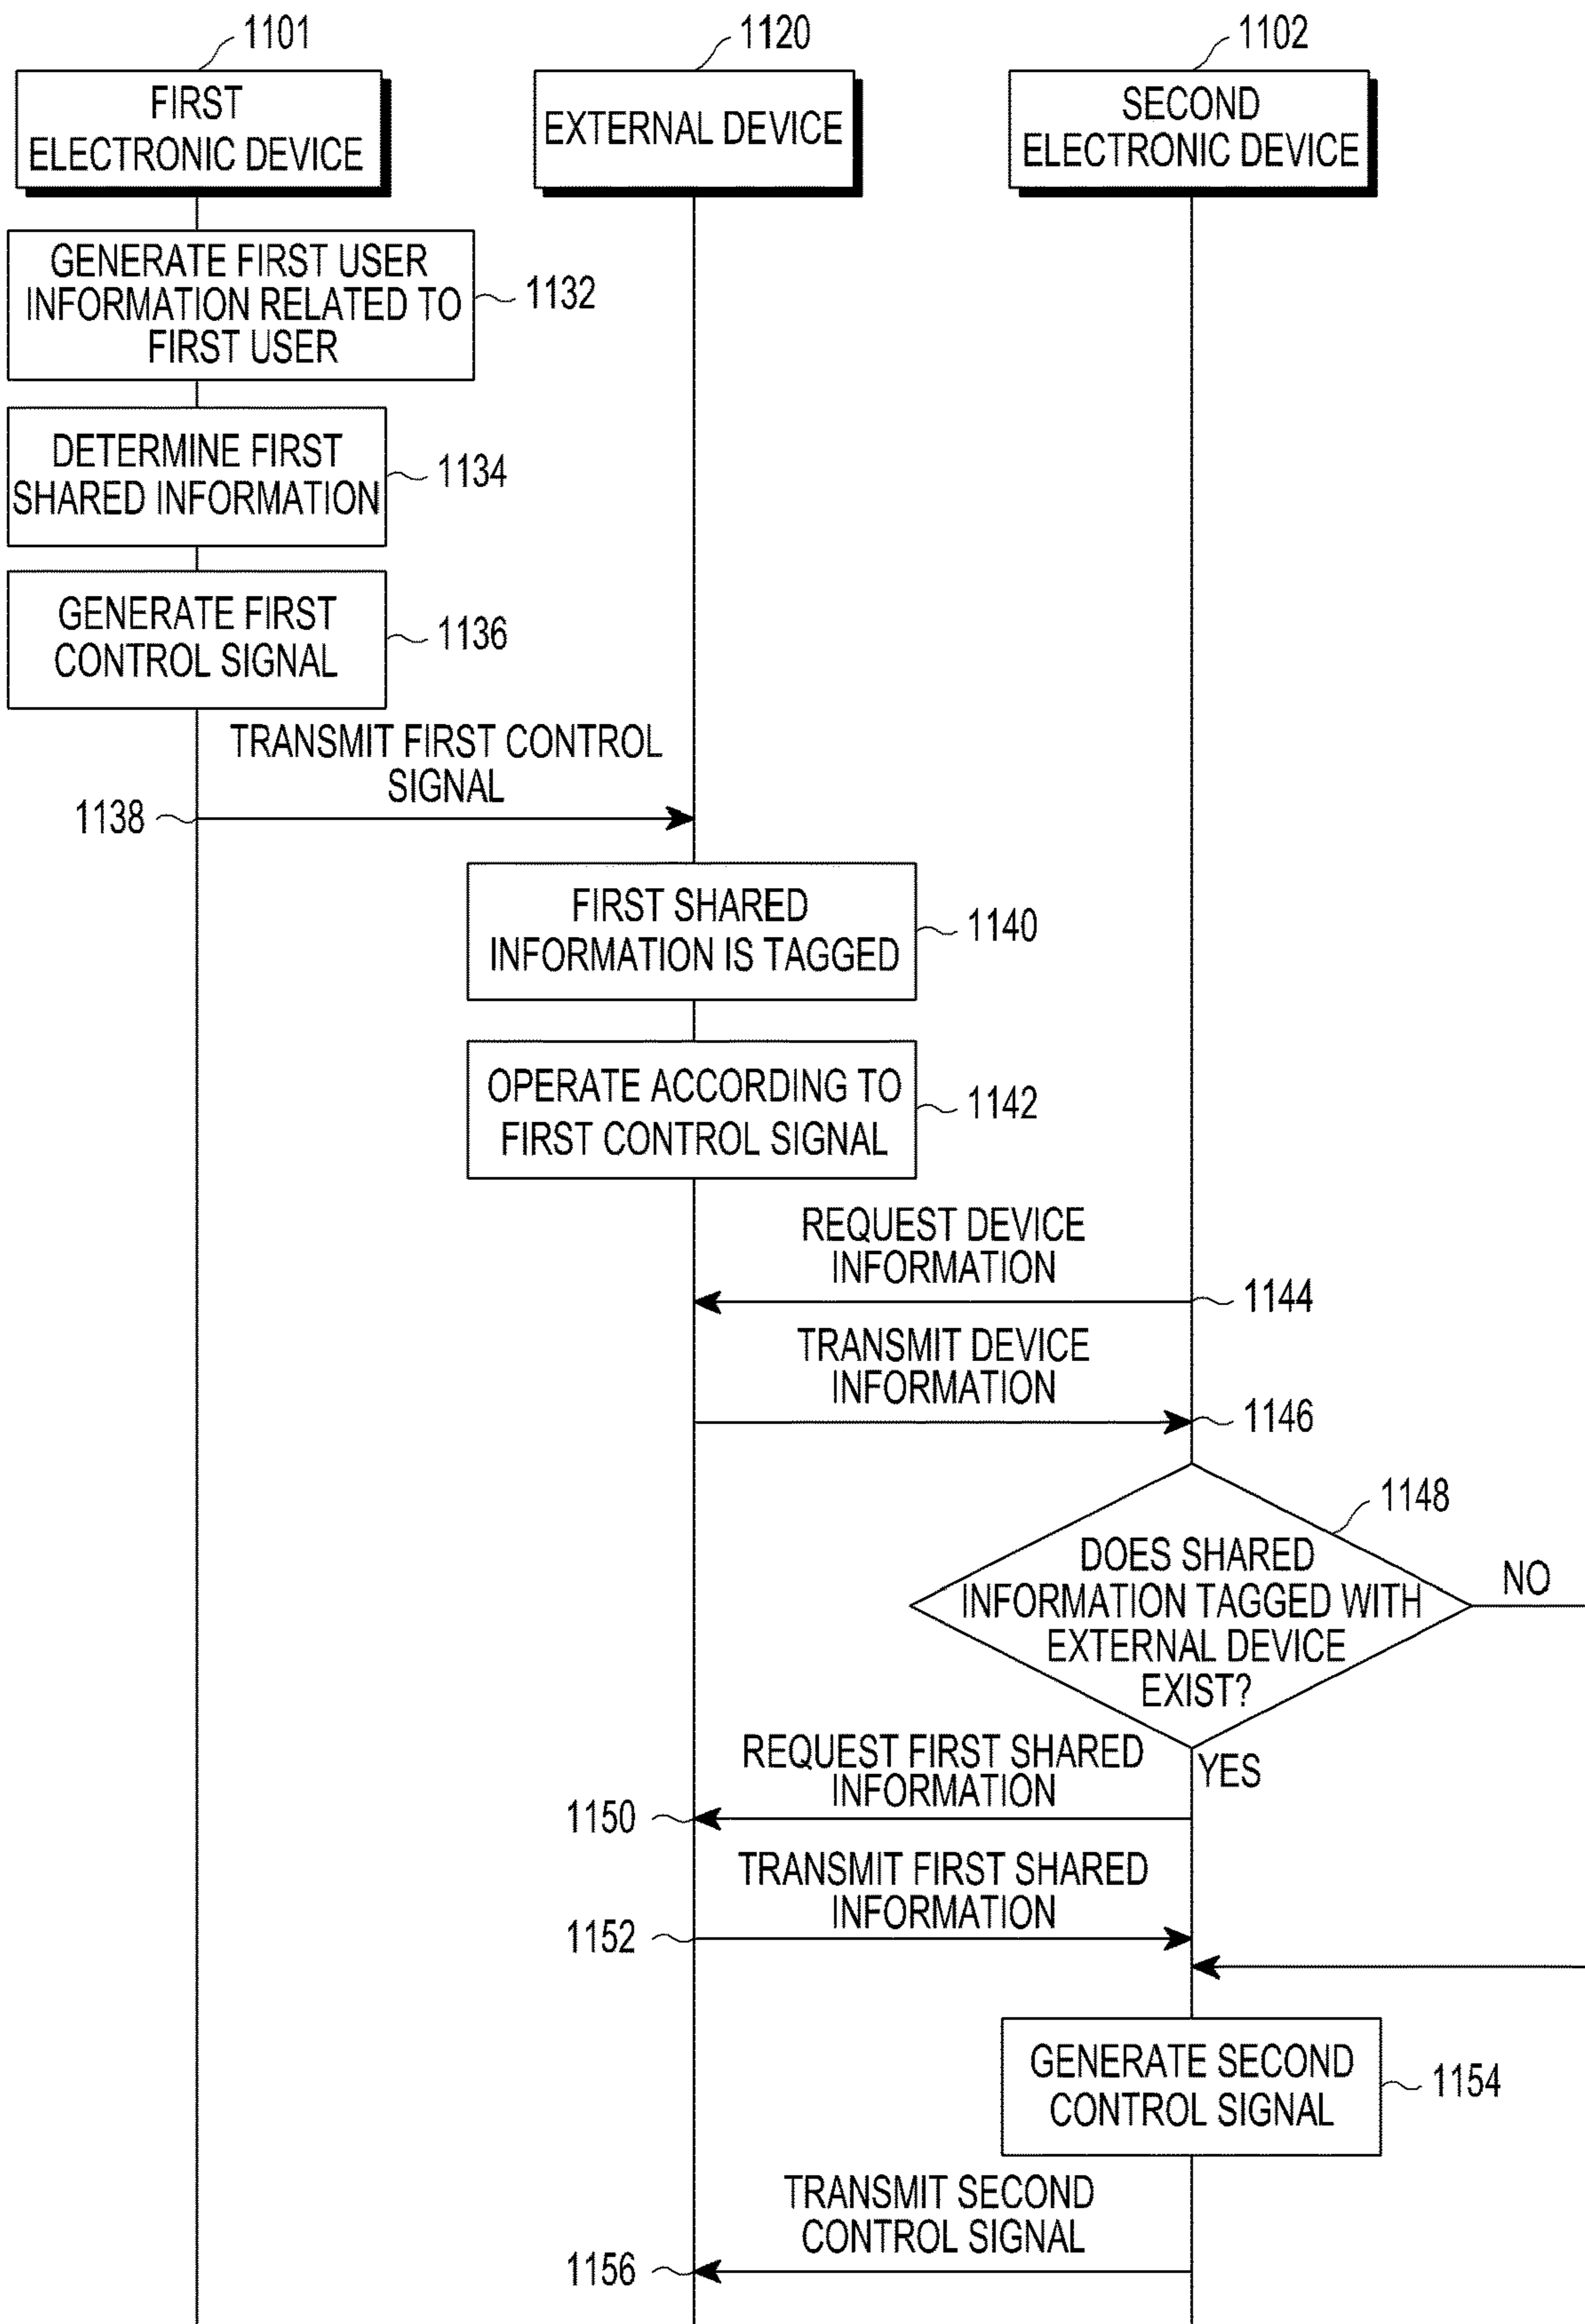 1101
1120
1102
FIRST
ELECTRONIC DEVICE
EXTERNAL DEVICE
SECOND
ELECTRONIC DEVICE
GENERATE FIRST USER
INFORMATION RELATED TO
FIRST USER
1132
DETERMINE FIRST
SHARED INFORMATION
1134
GENERATE FIRST
CONTROL SIGNAL
1136
TRANSMIT FIRST CONTROL
SIGNAL
1138
FIRST SHARED
INFORMATION IS TAGGED
1140
OPERATE ACCORDING TO
FIRST CONTROL SIGNAL
1142
REQUEST DEVICE
INFORMATION
1144
TRANSMIT DEVICE
INFORMATION
1146
1148
DOES SHARED
INFORMATION TAGGED WITH
EXTERNAL DEVICE
EXIST?
NO
YES
REQUEST FIRST SHARED
INFORMATION
1150
TRANSMIT FIRST SHARED
INFORMATION
1152
GENERATE SECOND
CONTROL SIGNAL
1154
TRANSMIT SECOND
CONTROL SIGNAL
1156